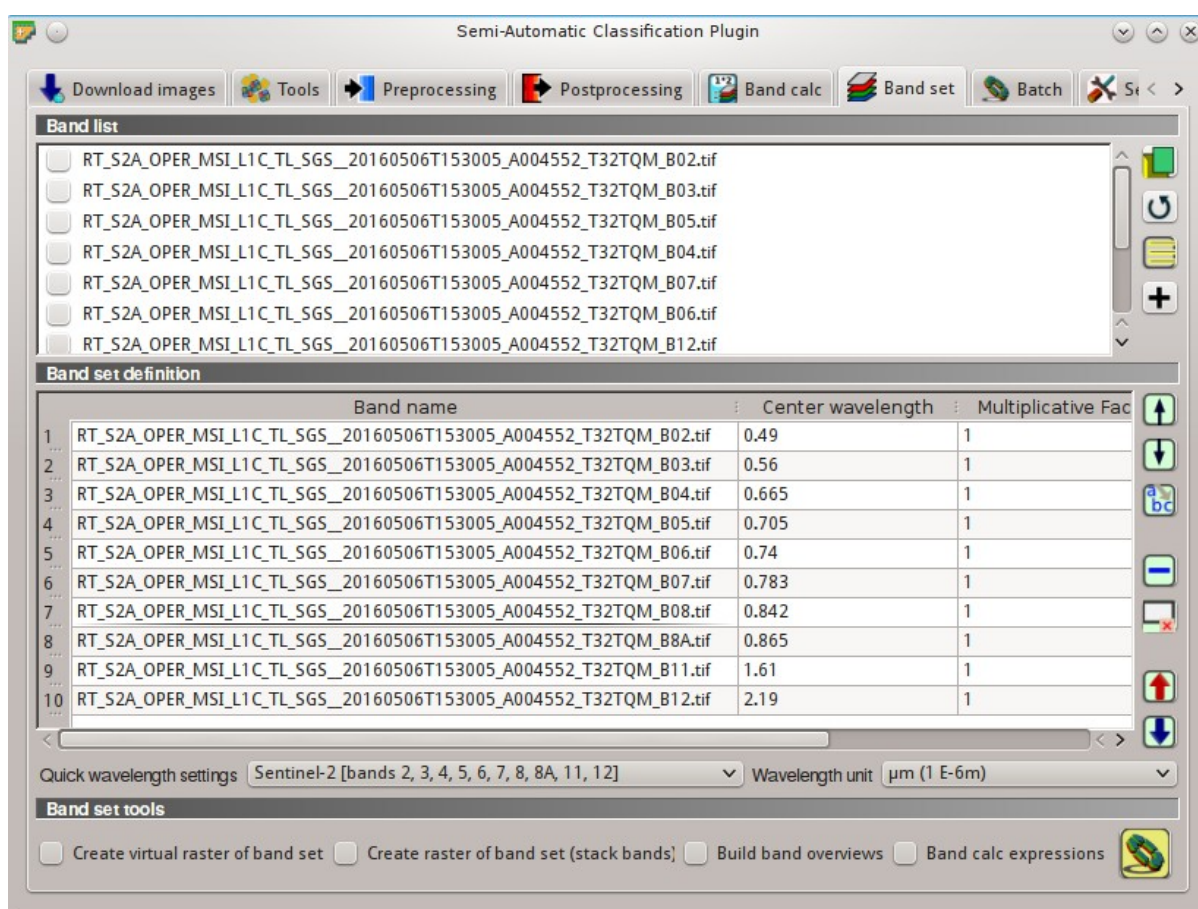 Semi-Automatic Classification Plugin
Download images Tools Preprocessing Postprocessing Band calc Band set Batch Se
Band list
RT_S2A_OPER_MSI_L1C_TL_SGS__20160506T153005_A004552_T32TQM_B02.tif
RT_S2A_OPER_MSI_L1C_TL_SGS__20160506T153005_A004552_T32TQM_B03.tif
RT_S2A_OPER_MSI_L1C_TL_SGS__20160506T153005_A004552_T32TQM_B05.tif
RT_S2A_OPER_MSI_L1C_TL_SGS__20160506T153005_A004552_T32TQM_B04.tif
RT_S2A_OPER_MSI_L1C_TL_SGS__20160506T153005_A004552_T32TQM_B07.tif
RT_S2A_OPER_MSI_L1C_TL_SGS__20160506T153005_A004552_T32TQM_B06.tif
RT_S2A_OPER_MSI_L1C_TL_SGS__20160506T153005_A004552_T32TQM_B12.tif
Band set definition
Band name Center wavelength Multiplicative Fac
1 RT_S2A_OPER_MSI_L1C_TL_SGS__20160506T153005_A004552_T32TQM_B02.tif 0.49 1
2 RT_S2A_OPER_MSI_L1C_TL_SGS__20160506T153005_A004552_T32TQM_B03.tif 0.56 1
3 RT_S2A_OPER_MSI_L1C_TL_SGS__20160506T153005_A004552_T32TQM_B04.tif 0.665 1
4 RT_S2A_OPER_MSI_L1C_TL_SGS__20160506T153005_A004552_T32TQM_B05.tif 0.705 1
5 RT_S2A_OPER_MSI_L1C_TL_SGS__20160506T153005_A004552_T32TQM_B06.tif 0.74 1
6 RT_S2A_OPER_MSI_L1C_TL_SGS__20160506T153005_A004552_T32TQM_B07.tif 0.783 1
7 RT_S2A_OPER_MSI_L1C_TL_SGS__20160506T153005_A004552_T32TQM_B08.tif 0.842 1
8 RT_S2A_OPER_MSI_L1C_TL_SGS__20160506T153005_A004552_T32TQM_B8A.tif 0.865 1
9 RT_S2A_OPER_MSI_L1C_TL_SGS__20160506T153005_A004552_T32TQM_B11.tif 1.61 1
10 RT_S2A_OPER_MSI_L1C_TL_SGS__20160506T153005_A004552_T32TQM_B12.tif 2.19 1
a
bc
Quick wavelength settings Sentinel-2 [bands 2, 3, 4, 5, 6, 7, 8, 8A, 11, 12] Wavelength unit µm (1 E-6m)
Band set tools
Create virtual raster of band set Create raster of band set (stack bands) Build band overviews Band calc expressions